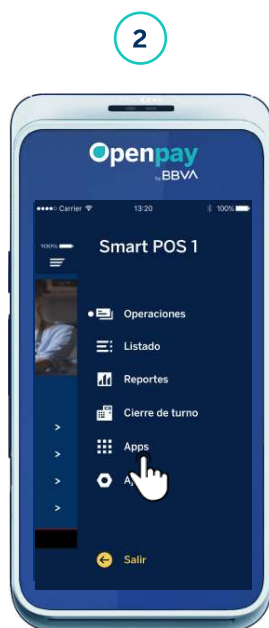 2
Openpay
by BBVA
Carrier 13:20 100%
100%
Smart POS 1
Operaciones
Listado
Reportes
Cierre de turno
Apps
Salir